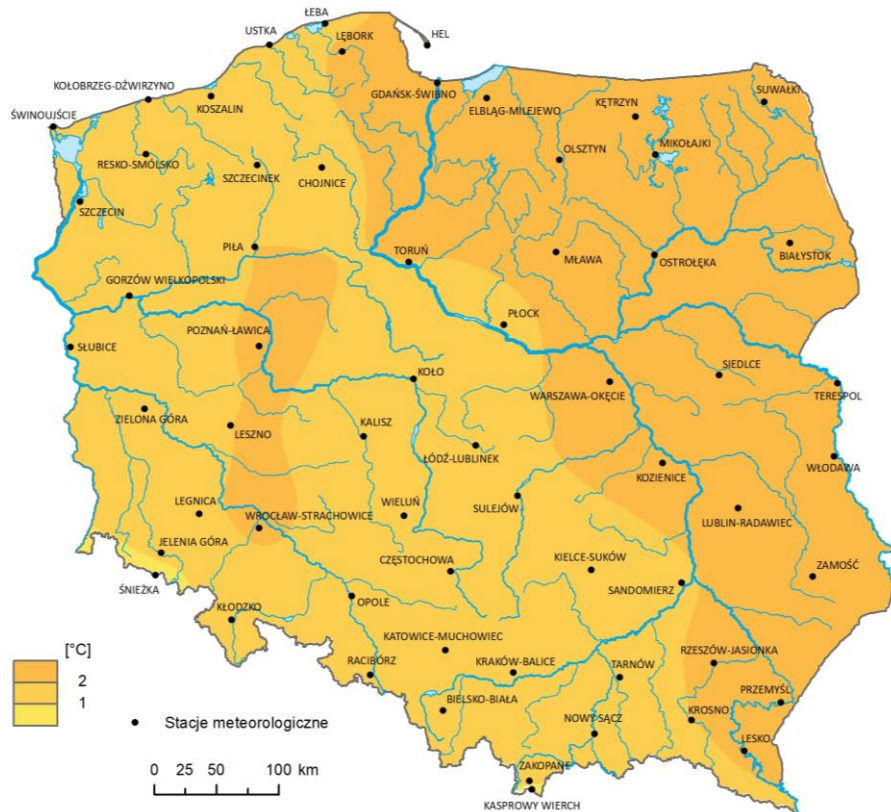 ŁEBA
USTKA
LĘBORK
HEL
KOŁOBRZEG-DŹWIRZYNO
KOSZALIN
GDAŃSK-ŚWIBNO
ELBLĄG-MILEJEWO
KĘTRZYN
SUWAŁKI
ŚWINOUJŚCIE
RESKO-SMÓLSKO
SZCZECINEK
CHOJNICE
OLSZTYN
MIKOŁAJKI
SZCZECIN
PIŁA
TORUŃ
MŁAWA
OSTROŁĘKA
BIAŁYSTOK
GORZÓW WIELKOPOLSKI
PŁOCK
SŁUBICE
POZNAŃ-ŁAWICA
KOŁO
WARSZAWA-OKĘCIE
SIEDLCE
TERESPOL
ZIELONA GÓRA
LESZNO
KALISZ
ŁÓDŹ-LUBLINEK
WŁODAWA
KOZIENICE
LEGNICA
WROCŁAW-STRACHOWICE
WIELUŃ
SULEJÓW
LUBLIN-RADAWIEC
JELENIA GÓRA
CZĘSTOCHOWA
KIELCE-SUKÓW
ZAMOŚĆ
ŚNIEŻKA
SANDOMIERZ
KŁODZKO
OPOLE
KATOWICE-MUCHOWIEC
RZESZÓW-JASIONKA
RACIBÓRZ
KRAKÓW-BALICE
TARNÓW
PRZEMYŚL
BIELSKO-BIAŁA
NOWY SĄCZ
KROSNO
LESKO
ZAKOPANE
KASPROWY WIERCH
[°C]
2
1
Stacje meteorologiczne
0 25 50 100 km